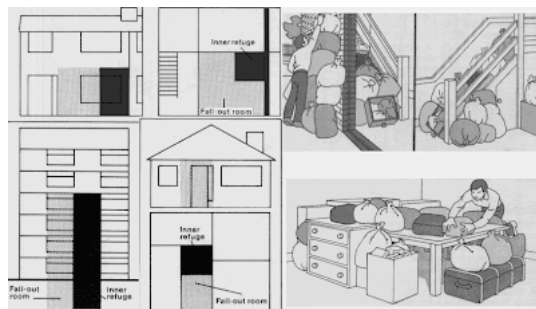 Inner refuge
Fall-out room
Fall-out
room
Inner
refuge
Inner
refuge
Fall-out room